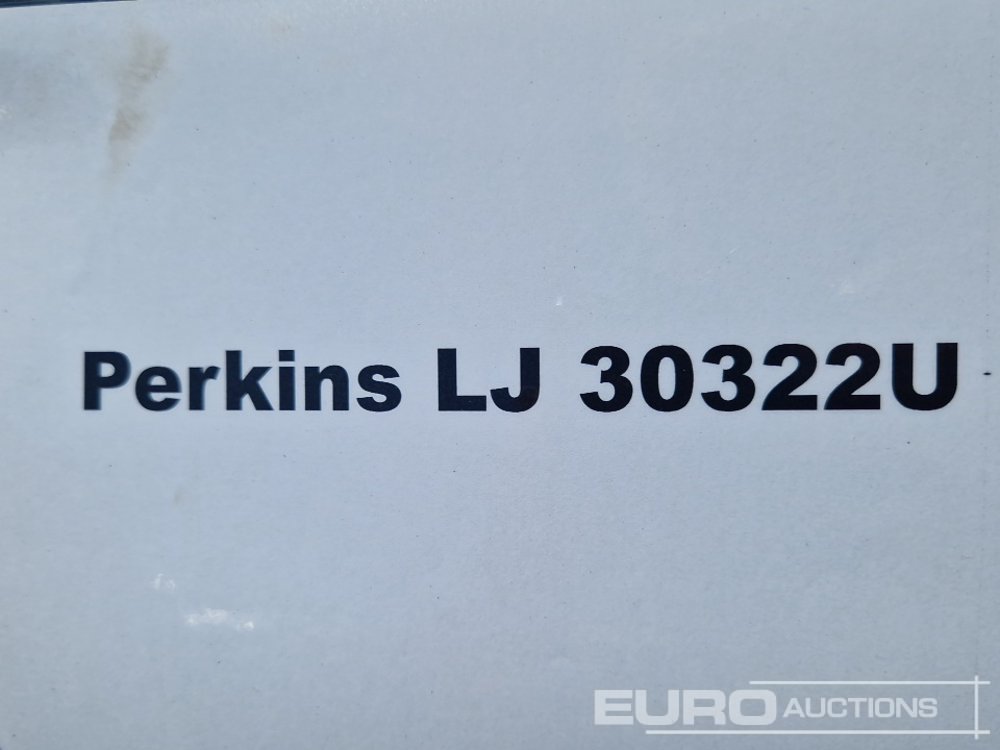 Perkins LJ 30322U
EURO AUCTIONS